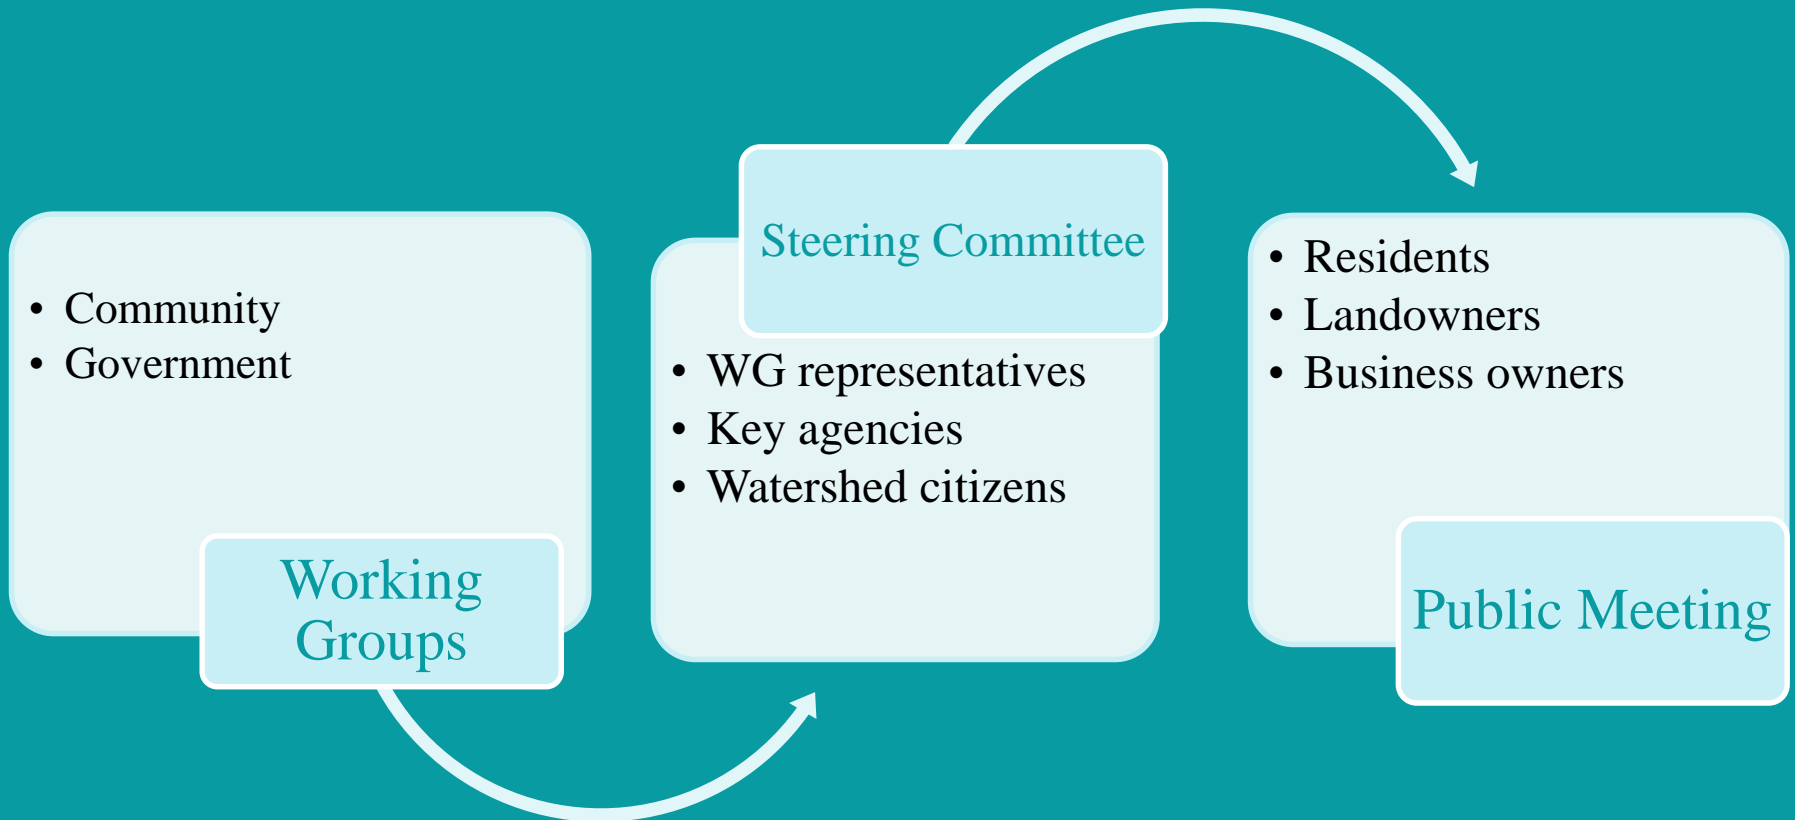 • Community
• Government
Working
Groups
Steering Committee
• WG representatives
• Key agencies
• Watershed citizens
• Residents
• Landowners
• Business owners
Public Meeting